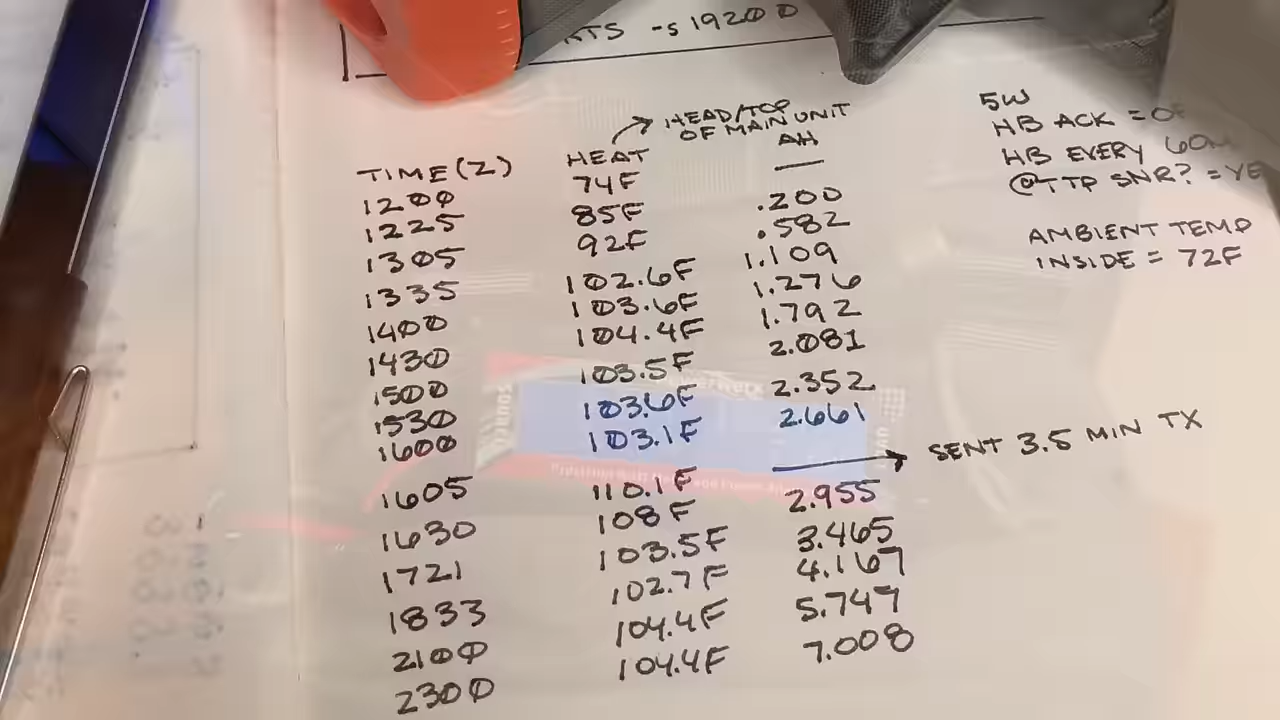 RTS -s 19200
HEAD/TOP
OF MAIN UNIT
TIME(Z) HEAT AH
1200 74F —
1225 85F .200
1305 92F .582
1335 102.6F 1.109
1400 103.6F 1.276
1430 104.4F 1.792
1500 103.5F 2.081
1530 103.6F 2.352
1600 103.1F 2.661
SENT 3.5 MIN TX
1605 110.1F 2.955
1630 108F 3.465
1721 103.5F 4.167
1833 102.7F 5.747
2100 104.4F 7.008
2300 104.4F
5W
HB ACK =
HB EVERY
@TTP SNR? =
AMBIENT TEMP
INSIDE = 72F